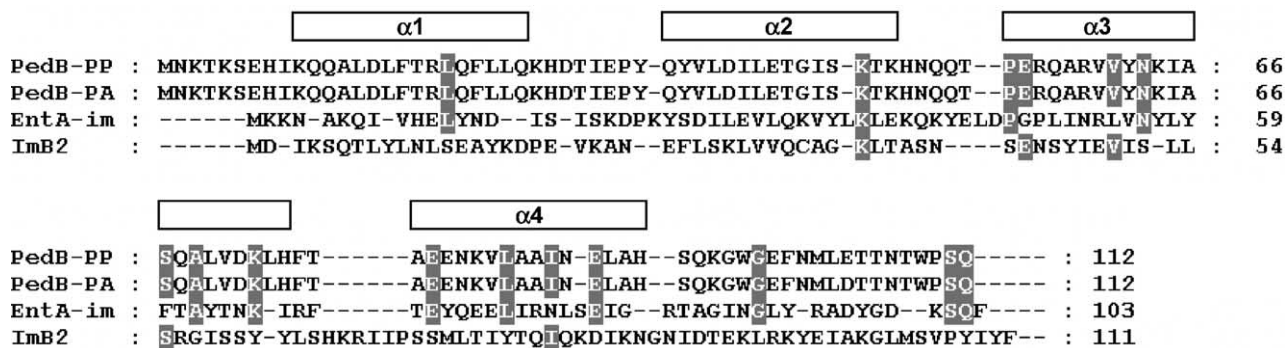 α1 α2 α3
PedB-PP : MNKTKSEHIKQQALDLFTRLQFLLQKHDTIEPY-QYVLDILETGIS-KTKHNQQT--PERQARVVYNKIA : 66
PedB-PA : MNKTKSEHIKQQALDLFTRLQFLLQKHDTIEPY-QYVLDILETGIS-KTKHNQQT--PERQARVVYNKIA : 66
EntA-im : ------MKKN-AKQI-VHELYND--IS-ISKDPKYSDILEVLQKVYLKLEKQKYELDPGPLINRLVNYLY : 59
ImB2 : ------MD-IKSQTLYLNLSEAYKDPE-VKAN--EFLSKLVVQCAG-KLTASN----SENSYIEVIS-LL : 54
α4
PedB-PP : SQALVDKLHFT------AEENKVLAAIN-ELAH--SQKGWGEFNMLETTNTWPSQ----- : 112
PedB-PA : SQALVDKLHFT------AEENKVLAAIN-ELAH--SQKGWGEFNMLDTTNTWPSQ----- : 112
EntA-im : FTAYTNK-IRF------TEYQEELIRNLSEIG--RTAGINGLY-RADYGD--KSQF---- : 103
ImB2 : SRGISSY-YLSHKRIIPSSMLTIYTQIQKDIKNGNIDTEKLRKYEIAKGLMSVPYIYF-- : 111